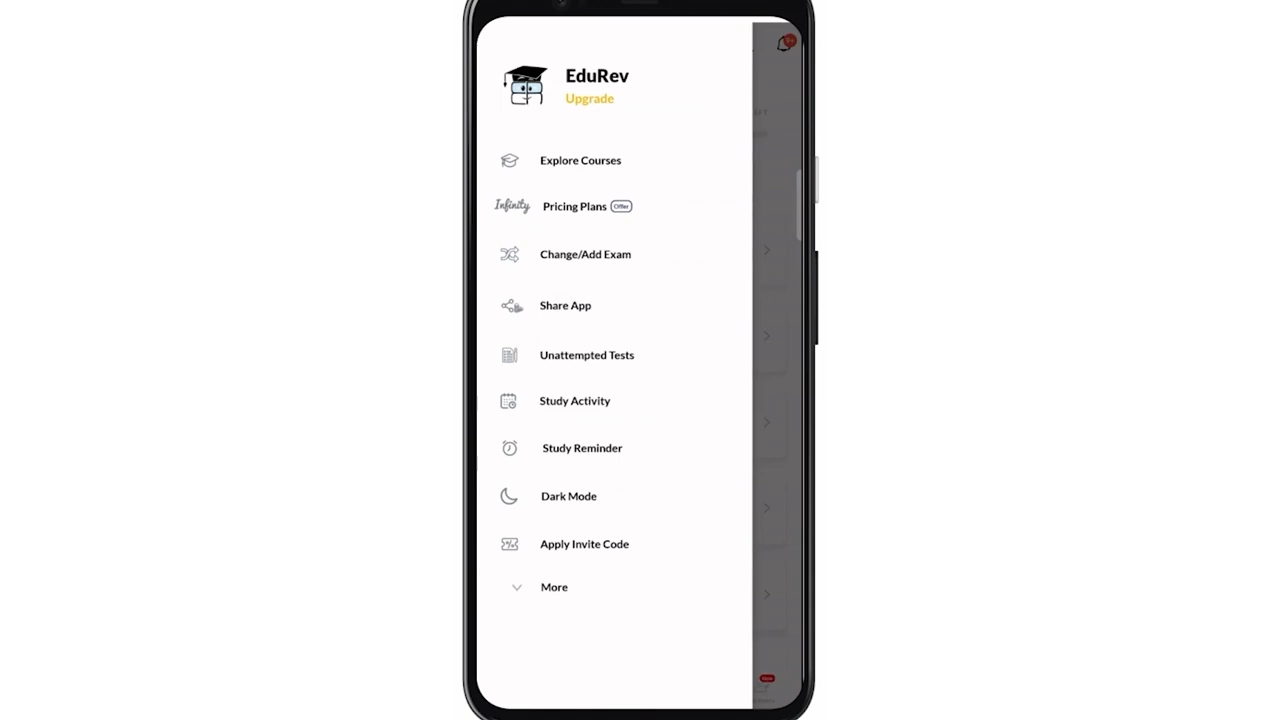 EduRev
Upgrade
Explore Courses
Infinity Pricing Plans Offer
Change/Add Exam
Share App
Unattempted Tests
Study Activity
Study Reminder
Dark Mode
Apply Invite Code
More
New